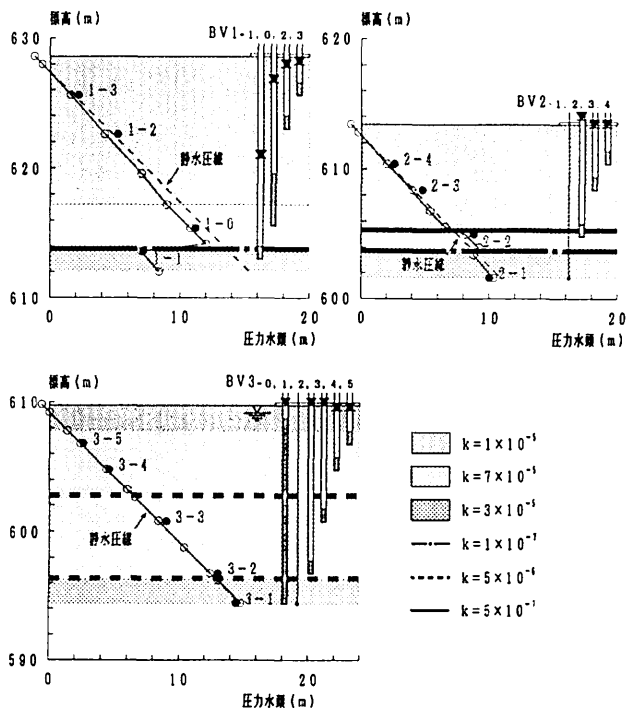 標高 (m)
630
620
610
0
10
20
圧力水頭 (m)
BV1-1, 0, 2, 3
1-3
1-2
静水圧線
1-0
1-1
標高 (m)
620
610
600
0
10
20
圧力水頭 (m)
BV2-1, 2, 3, 4
2-4
2-3
2-2
静水圧線
2-1
標高 (m)
610
600
590
0
10
20
圧力水頭 (m)
BV3-0, 1, 2, 3, 4, 5
3-5
3-4
3-3
静水圧線
3-2
3-1
k=1×10⁻⁵
k=7×10⁻⁵
k=3×10⁻⁵
k=1×10⁻⁷
k=5×10⁻⁶